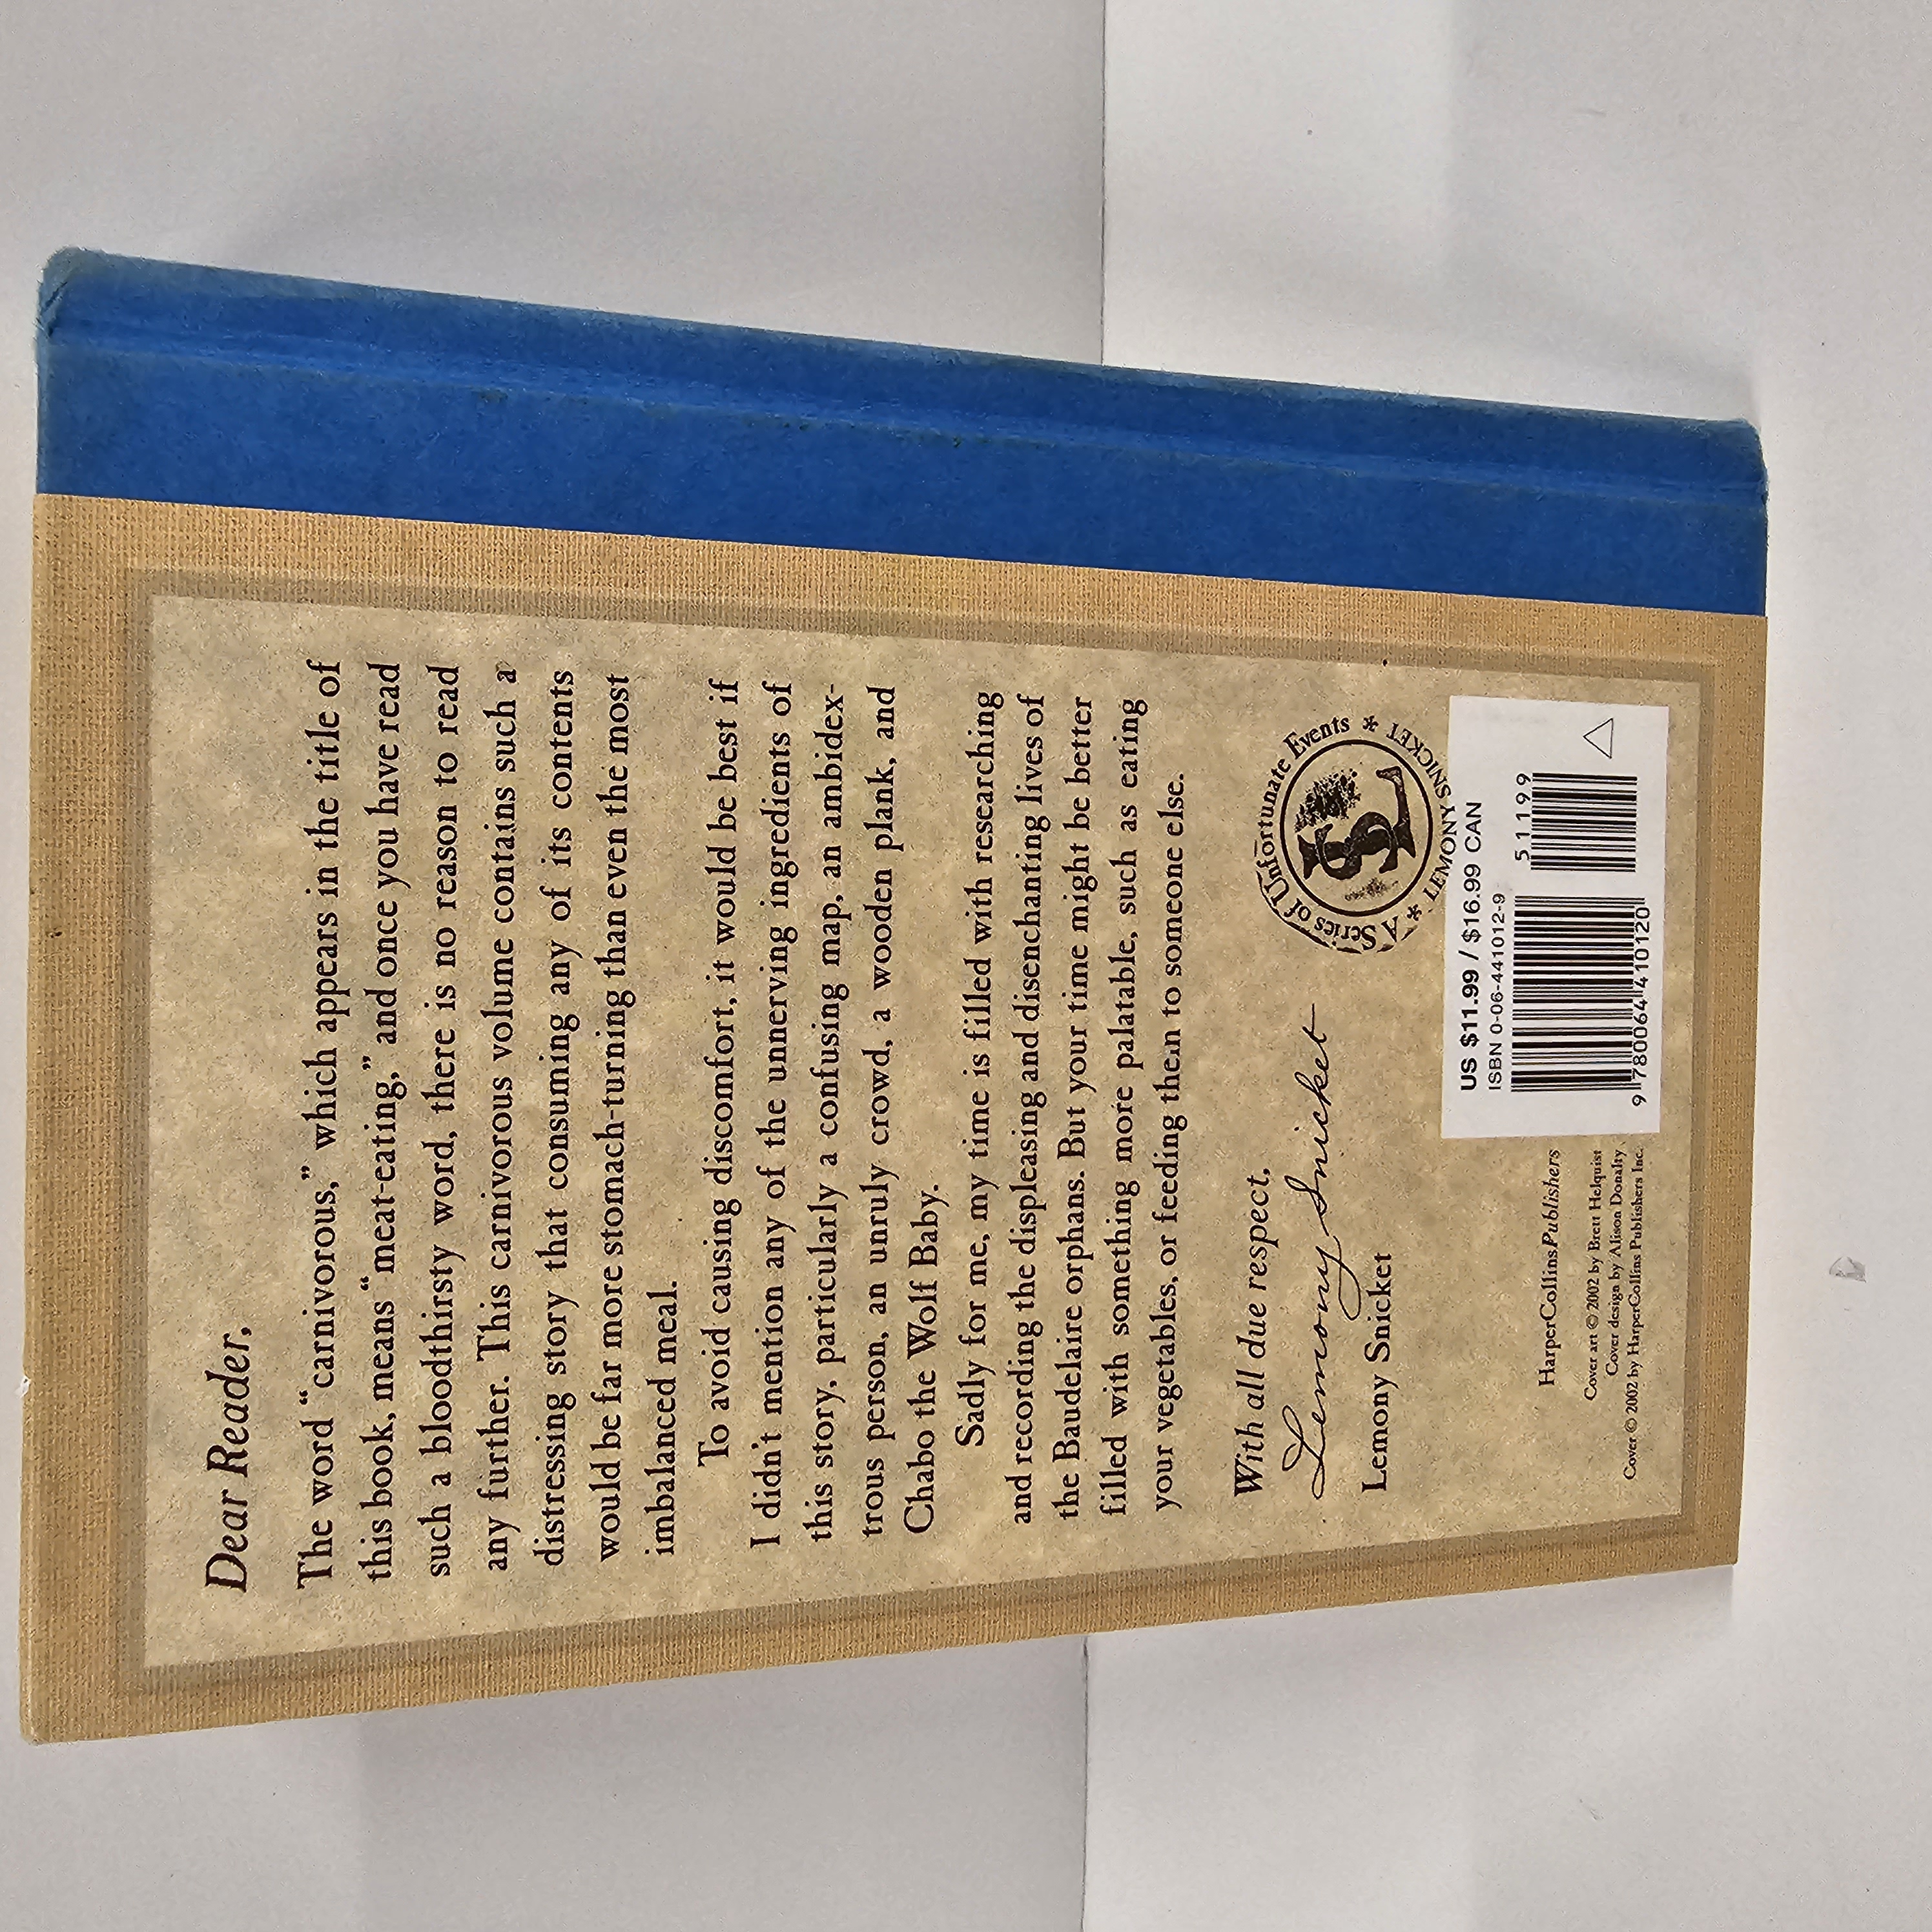 Dear Reader,
The word “carnivorous,” which appears in the title of
this book, means “meat-eating,” and once you have read
such a bloodthirsty word, there is no reason to read
any further. This carnivorous volume contains such a
distressing story that consuming any of its contents
would be far more stomach-turning than even the most
imbalanced meal.
To avoid causing discomfort, it would be best if
I didn’t mention any of the unnerving ingredients of
this story, particularly a confusing map, an ambidex-
trous person, an unruly crowd, a wooden plank, and
Chabo the Wolf Baby.
Sadly for me, my time is filled with researching
and recording the displeasing and disenchanting lives of
the Baudelaire orphans. But your time might be better
filled with something more palatable, such as eating
your vegetables, or feeding them to someone else.
With all due respect,
Lemony Snicket
Lemony Snicket
* A Series of Unfortunate Events *
LEMONY SNICKET
LS
US $11.99 / $16.99 CAN
ISBN 0-06-441012-9
51199
9 780064 410120
HarperCollinsPublishers
Cover art © 2002 by Brett Helquist
Cover design by Alison Donalty
Cover © 2002 by HarperCollins Publishers Inc.